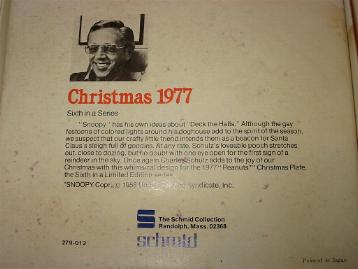 Christmas 1977
Sixth in a Series
"Snoopy" has his own ideas about "Deck the Halls." Although the gay
festoons of colored lights around his doghouse add to the spirit of the season,
we suspect that our crafty little friend intends them as a beacon for Santa
Claus's sleigh full of goodies. At any rate, Schulz's loveable pooch stretches
out, close to dozing, but no doubt with one eye open for the first sign of a
reindeer in the sky. Once again Charles Schulz adds to the joy of our
Christmas with this whimsical design for the 1977 "Peanuts" Christmas Plate,
the Sixth in a Limited Edition series.
*SNOOPY Copr. © 1958 United Feature Syndicate, Inc.
The Schmid Collection
Randolph, Mass. 02368
schmid
279-012
Printed in Japan